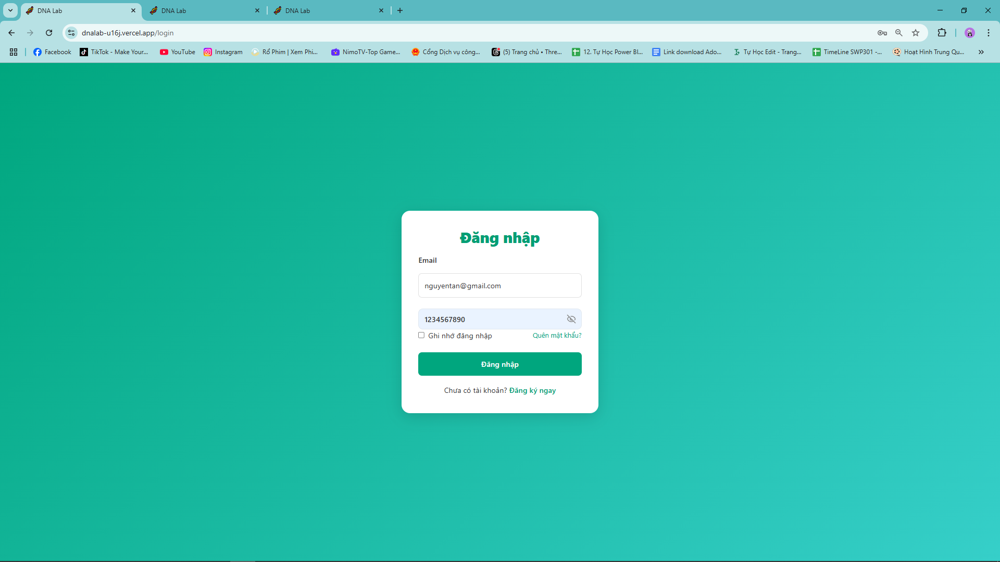 DNA Lab
DNA Lab
DNA Lab
dnalab-u16j.vercel.app/login
Facebook
TikTok - Make Your...
YouTube
Instagram
Rổ Phim | Xem Phi...
NimoTV-Top Game...
Cổng Dịch vụ công...
(5) Trang chủ • Thre...
12. Tự Học Power BI...
Link download Ado...
Tự Học Edit - Trang...
TimeLine SWP301 -...
Hoạt Hình Trung Qu...
Đăng nhập
Email
nguyentan@gmail.com
1234567890
Ghi nhớ đăng nhập
Quên mật khẩu?
Đăng nhập
Chưa có tài khoản? Đăng ký ngay